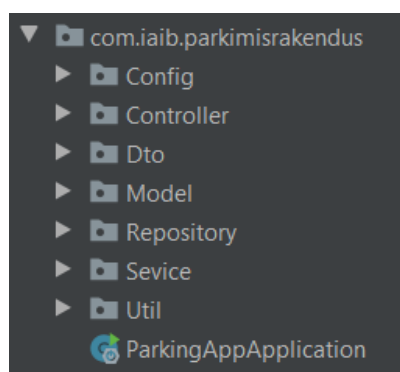 com.iaib.parkimisrakendus
Config
Controller
Dto
Model
Repository
Sevice
Util
ParkingAppApplication